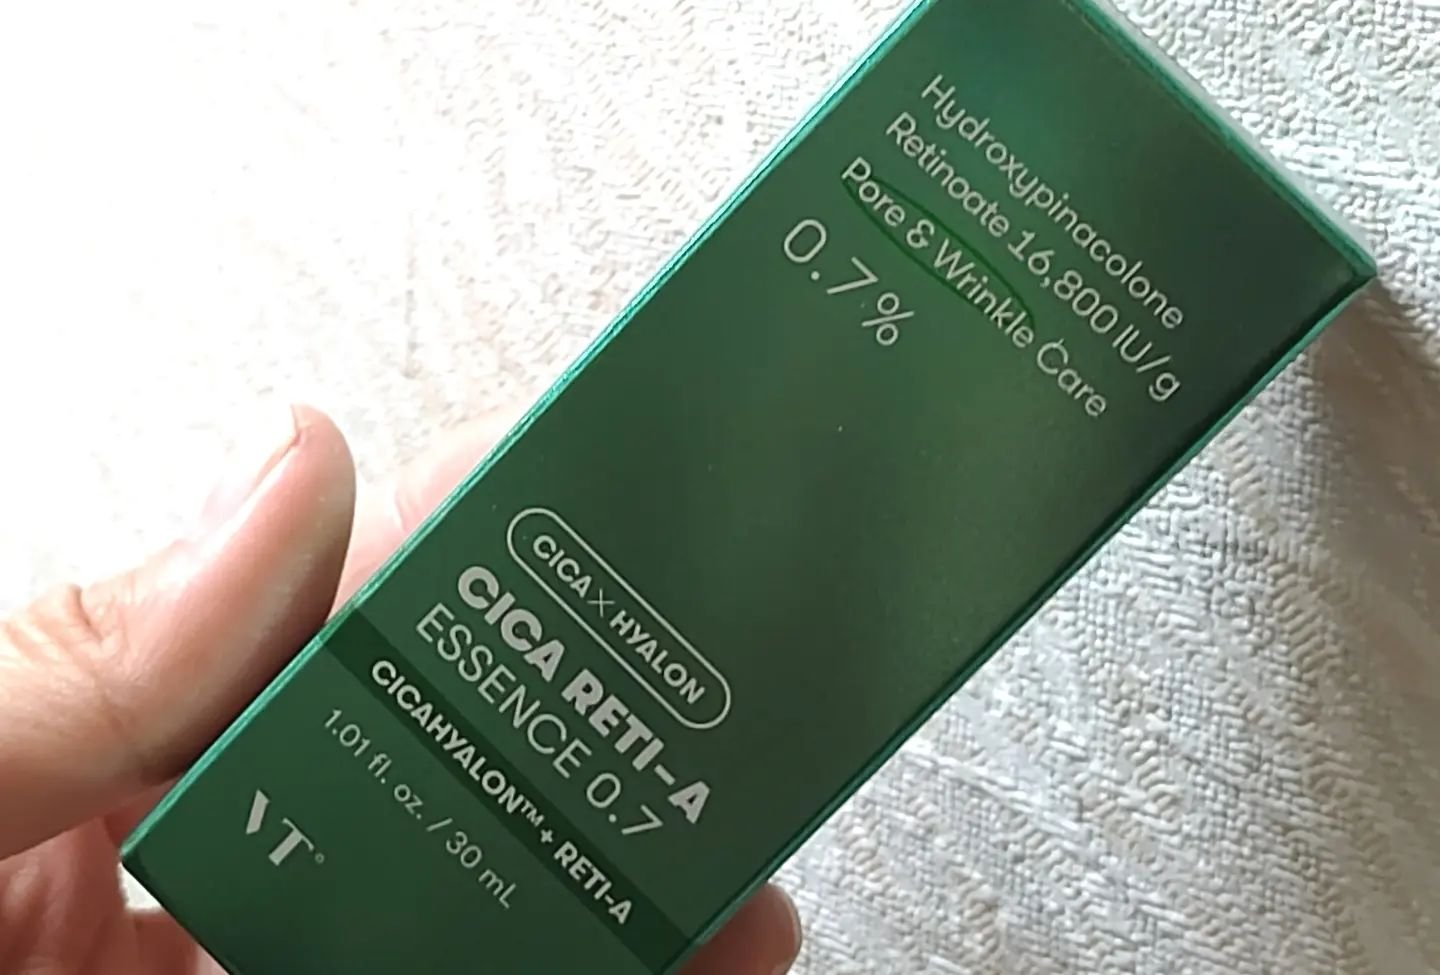 Hydroxypinacolone
Retinoate 16,800 IU/g
Pore & Wrinkle Care
0.7%
CICA×HYALON
CICA RETI-A
ESSENCE 0.7
CICAHYALON™+ RETI-A
1.01 fl. oz. / 30 mL
VT®